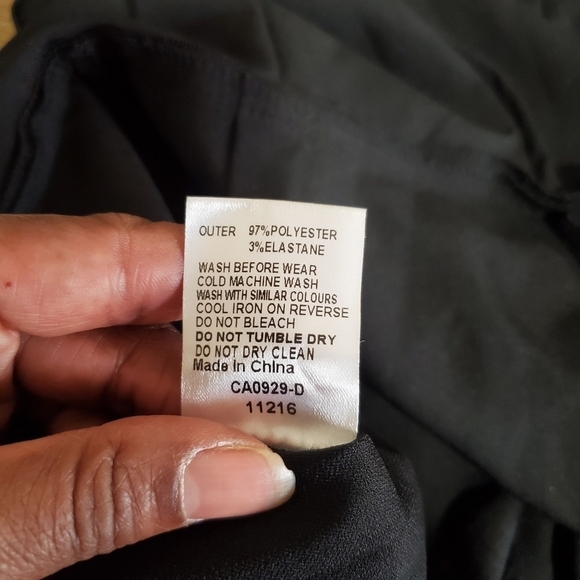 OUTER 97%POLYESTER
3%ELASTANE
WASH BEFORE WEAR
COLD MACHINE WASH
WASH WITH SIMILAR COLOURS
COOL IRON ON REVERSE
DO NOT BLEACH
DO NOT TUMBLE DRY
DO NOT DRY CLEAN
Made In China
CA0929-D
11216